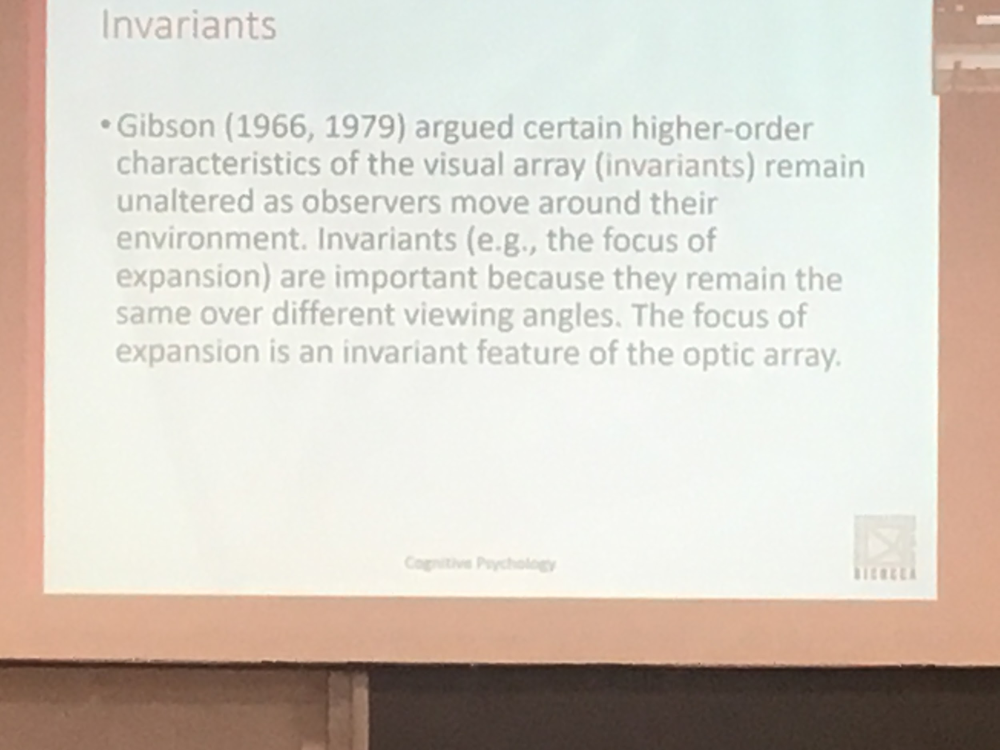 Invariants
• Gibson (1966, 1979) argued certain higher-order
characteristics of the visual array (invariants) remain
unaltered as observers move around their
environment. Invariants (e.g., the focus of
expansion) are important because they remain the
same over different viewing angles. The focus of
expansion is an invariant feature of the optic array.
Cognitive Psychology
BICOCCA